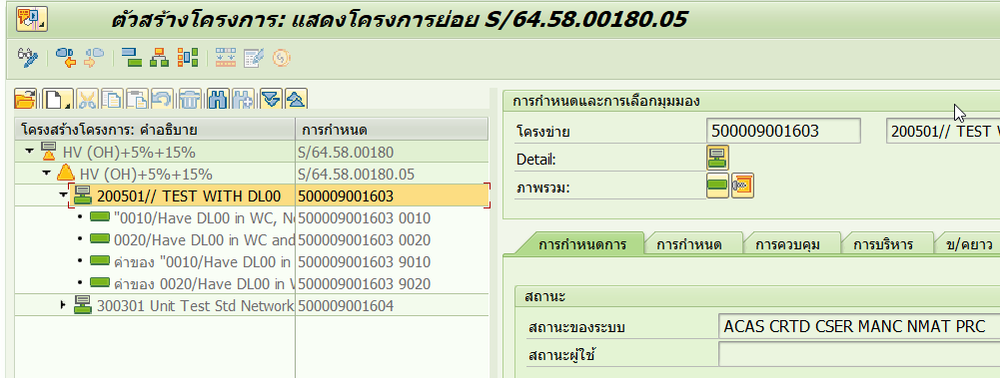 ตัวสร้างโครงการ: แสดงโครงการย่อย S/64.58.00180.05
โครงสร้างโครงการ: คำอธิบาย การกำหนด
HV (OH)+5%+15% S/64.58.00180
HV (OH)+5%+15% S/64.58.00180.05
200501// TEST WITH DL00 500009001603
"0010/Have DL00 in WC, 500009001603 0010
0020/Have DL00 in WC and 500009001603 0020
ค่าของ "0010/Have DL00 in 500009001603 9010
ค่าของ 0020/Have DL00 in 500009001603 9020
300301 Unit Test Std Network 500009001604
การกำหนดและการเลือกมุมมอง
โครงข่าย 500009001603 200501// TEST
Detail:
ภาพรวม:
การกำหนดการ การกำหนด การควบคุม การบริหาร ข/คยาว
สถานะ
สถานะของระบบ ACAS CRTD CSER MANC NMAT PRC
สถานะผู้ใช้